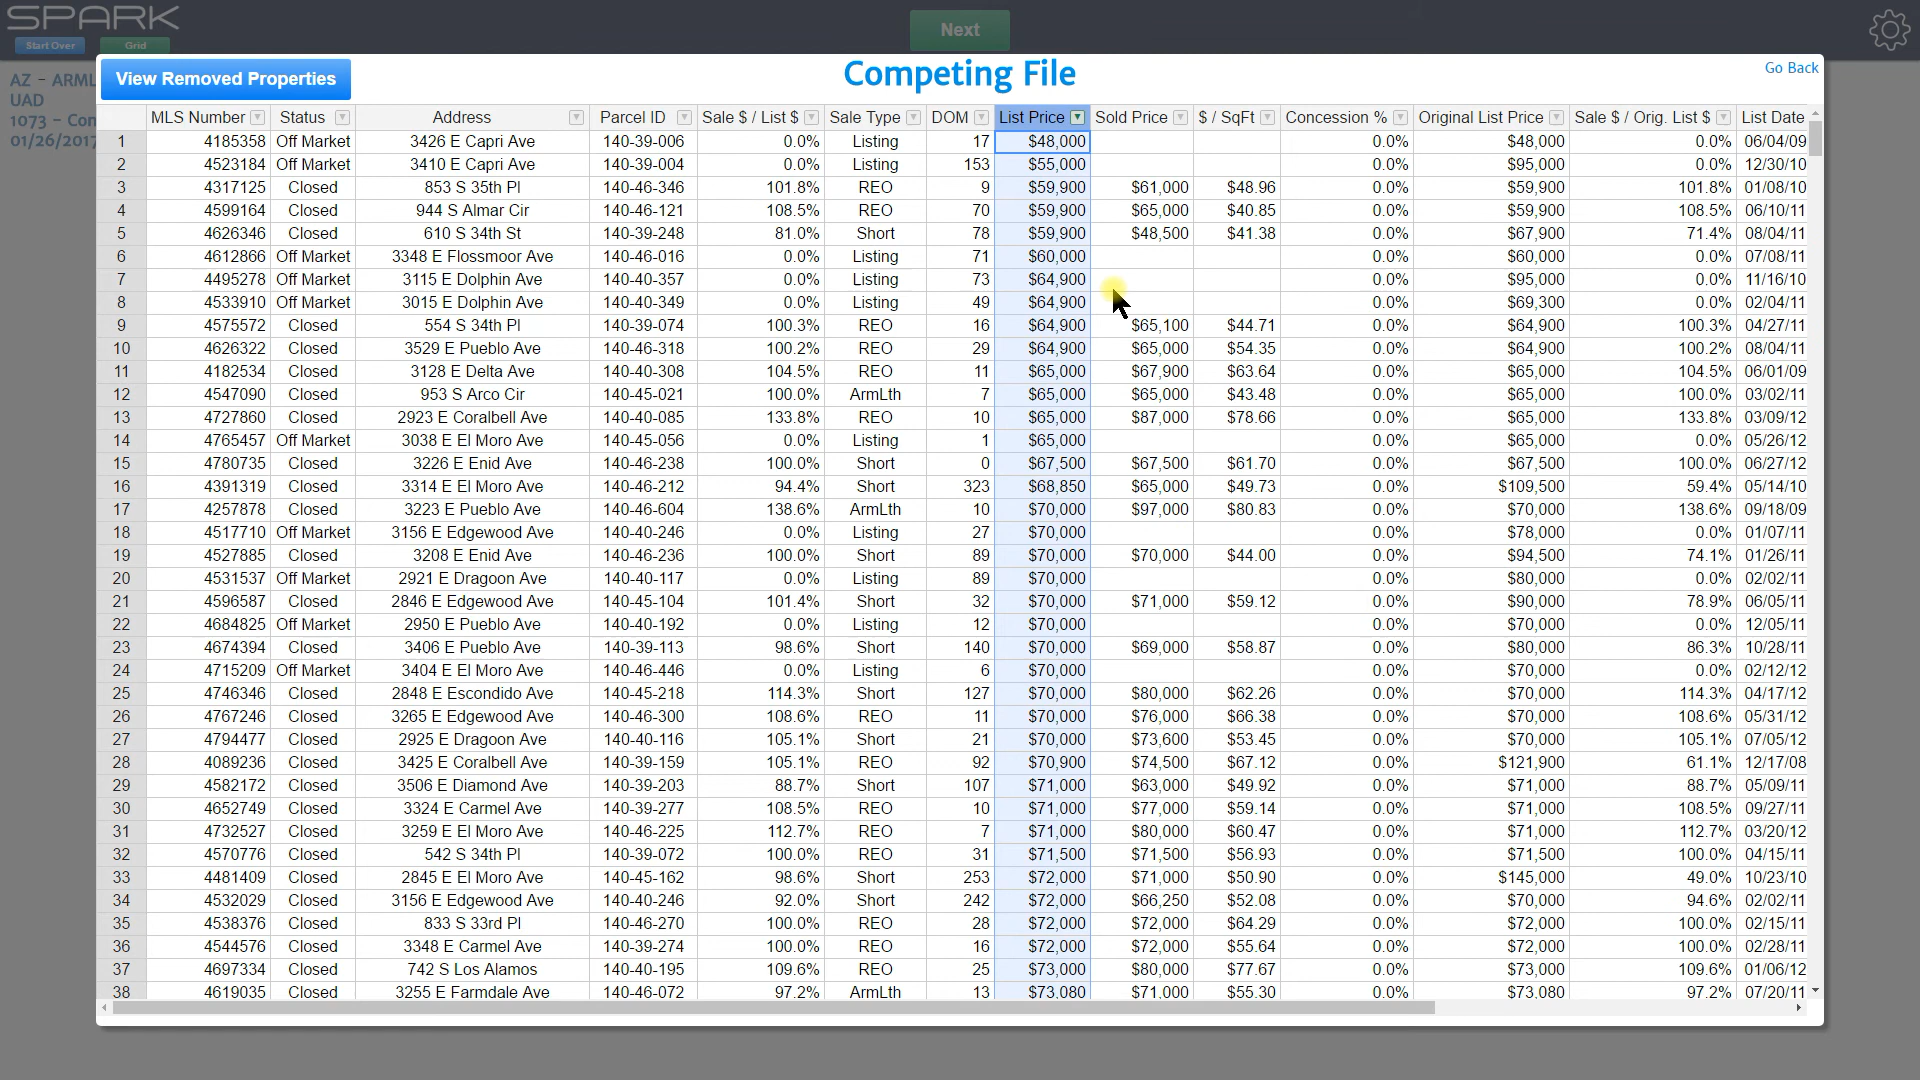 SPARK
Next
Start Over Grid
AZ - ARML
UAD
1073 - Con
01/26/2017
View Removed Properties Competing File Go Back
MLS Number Status Address Parcel ID Sale $ / List $ Sale Type DOM List Price Sold Price $ / SqFt Concession % Original List Price Sale $ / Orig. List $ List Date
1 4185358 Off Market 3426 E Capri Ave 140-39-006 0.0% Listing 17 $48,000 0.0% $48,000 0.0% 06/04/09
2 4523184 Off Market 3410 E Capri Ave 140-39-004 0.0% Listing 153 $55,000 0.0% $95,000 0.0% 12/30/10
3 4317125 Closed 853 S 35th Pl 140-46-346 101.8% REO 9 $59,900 $61,000 $48.96 0.0% $59,900 101.8% 01/08/10
4 4599164 Closed 944 S Almar Cir 140-46-121 108.5% REO 70 $59,900 $65,000 $40.85 0.0% $59,900 108.5% 06/10/11
5 4626346 Closed 610 S 34th St 140-39-248 81.0% Short 78 $59,900 $48,500 $41.38 0.0% $67,900 71.4% 08/04/11
6 4612866 Off Market 3348 E Flossmoor Ave 140-46-016 0.0% Listing 71 $60,000 0.0% $60,000 0.0% 07/08/11
7 4495278 Off Market 3115 E Dolphin Ave 140-40-357 0.0% Listing 73 $64,900 0.0% $95,000 0.0% 11/16/10
8 4533910 Off Market 3015 E Dolphin Ave 140-40-349 0.0% Listing 49 $64,900 0.0% $69,300 0.0% 02/04/11
9 4575572 Closed 554 S 34th Pl 140-39-074 100.3% REO 16 $64,900 $65,100 $44.71 0.0% $64,900 100.3% 04/27/11
10 4626322 Closed 3529 E Pueblo Ave 140-46-318 100.2% REO 29 $64,900 $65,000 $54.35 0.0% $64,900 100.2% 08/04/11
11 4182534 Closed 3128 E Delta Ave 140-40-308 104.5% REO 11 $65,000 $67,900 $63.64 0.0% $65,000 104.5% 06/01/09
12 4547090 Closed 953 S Arco Cir 140-45-021 100.0% ArmLth 7 $65,000 $65,000 $43.48 0.0% $65,000 100.0% 03/02/11
13 4727860 Closed 2923 E Coralbell Ave 140-40-085 133.8% REO 10 $65,000 $87,000 $78.66 0.0% $65,000 133.8% 03/09/12
14 4765457 Off Market 3038 E El Moro Ave 140-45-056 0.0% Listing 1 $65,000 0.0% $65,000 0.0% 05/26/12
15 4780735 Closed 3226 E Enid Ave 140-46-238 100.0% Short 0 $67,500 $67,500 $61.70 0.0% $67,500 100.0% 06/27/12
16 4391319 Closed 3314 E El Moro Ave 140-46-212 94.4% Short 323 $68,850 $65,000 $49.73 0.0% $109,500 59.4% 05/14/10
17 4257878 Closed 3223 E Pueblo Ave 140-46-604 138.6% ArmLth 10 $70,000 $97,000 $80.83 0.0% $70,000 138.6% 09/18/09
18 4517710 Off Market 3156 E Edgewood Ave 140-40-246 0.0% Listing 27 $70,000 0.0% $78,000 0.0% 01/07/11
19 4527885 Closed 3208 E Enid Ave 140-46-236 100.0% Short 89 $70,000 $70,000 $44.00 0.0% $94,500 74.1% 01/26/11
20 4531537 Off Market 2921 E Dragoon Ave 140-40-117 0.0% Listing 89 $70,000 0.0% $80,000 0.0% 02/02/11
21 4596587 Closed 2846 E Edgewood Ave 140-45-104 101.4% Short 32 $70,000 $71,000 $59.12 0.0% $90,000 78.9% 06/05/11
22 4684825 Off Market 2950 E Pueblo Ave 140-40-192 0.0% Listing 12 $70,000 0.0% $70,000 0.0% 12/05/11
23 4674394 Closed 3406 E Pueblo Ave 140-39-113 98.6% Short 140 $70,000 $69,000 $58.87 0.0% $80,000 86.3% 10/28/11
24 4715209 Off Market 3404 E El Moro Ave 140-46-446 0.0% Listing 6 $70,000 0.0% $70,000 0.0% 02/12/12
25 4746346 Closed 2848 E Escondido Ave 140-45-218 114.3% Short 127 $70,000 $80,000 $62.26 0.0% $70,000 114.3% 04/17/12
26 4767246 Closed 3265 E Edgewood Ave 140-46-300 108.6% REO 11 $70,000 $76,000 $66.38 0.0% $70,000 108.6% 05/31/12
27 4794477 Closed 2925 E Dragoon Ave 140-40-116 105.1% Short 21 $70,000 $73,600 $53.45 0.0% $70,000 105.1% 07/05/12
28 4089236 Closed 3425 E Coralbell Ave 140-39-159 105.1% REO 92 $70,900 $74,500 $67.12 0.0% $121,900 61.1% 12/17/08
29 4582172 Closed 3506 E Diamond Ave 140-39-203 88.7% Short 107 $71,000 $63,000 $49.92 0.0% $71,000 88.7% 05/09/11
30 4652749 Closed 3324 E Carmel Ave 140-39-277 108.5% REO 10 $71,000 $77,000 $59.14 0.0% $71,000 108.5% 09/27/11
31 4732527 Closed 3259 E El Moro Ave 140-46-225 112.7% REO 7 $71,000 $80,000 $60.47 0.0% $71,000 112.7% 03/20/12
32 4570776 Closed 542 S 34th Pl 140-39-072 100.0% REO 31 $71,500 $71,500 $56.93 0.0% $71,500 100.0% 04/15/11
33 4481409 Closed 2845 E El Moro Ave 140-45-162 98.6% Short 253 $72,000 $71,000 $50.90 0.0% $145,000 49.0% 10/23/10
34 4532029 Closed 3156 E Edgewood Ave 140-40-246 92.0% Short 242 $72,000 $66,250 $52.08 0.0% $70,000 94.6% 02/02/11
35 4538376 Closed 833 S 33rd Pl 140-46-270 100.0% REO 28 $72,000 $72,000 $64.29 0.0% $72,000 100.0% 02/15/11
36 4544576 Closed 3348 E Carmel Ave 140-39-274 100.0% REO 16 $72,000 $72,000 $55.64 0.0% $72,000 100.0% 02/28/11
37 4697334 Closed 742 S Los Alamos 140-40-195 109.6% REO 25 $73,000 $80,000 $77.67 0.0% $73,000 109.6% 01/06/12
38 4619035 Closed 3255 E Farmdale Ave 140-46-072 97.2% ArmLth 13 $73,080 $71,000 $55.30 0.0% $73,080 97.2% 07/20/11